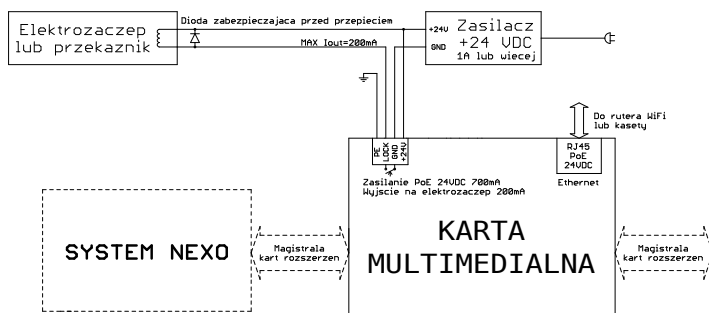 Elektrozaczep
lub przekaznik
Dioda zabezpieczajaca przed przepieciem
MAX Iout=200mA
+24V
GND
Zasilacz
+24 VDC
1A lub wiecej
Do rutera WiFi
lub kasety
PE
LOCK
GND
+24V
RJ45
PoE
24VDC
Ethernet
Zasilanie PoE 24VDC 700mA
Wyjscie na elektrozaczep 200mA
SYSTEM NEXO
Magistrala
kart rozszerzen
KARTA
MULTIMEDIALNA
Magistrala
kart rozszerzen